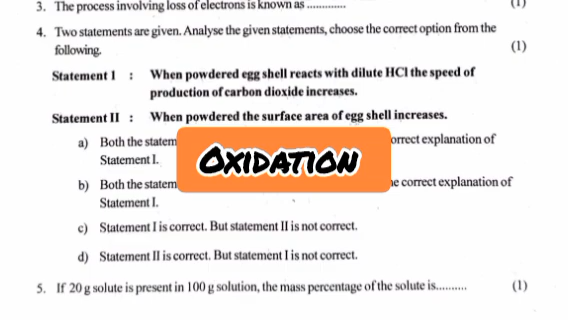 3. The process involving loss of electrons is known as .............
(1)
4. Two statements are given. Analyse the given statements, choose the correct option from the
following.
(1)
Statement I : When powdered egg shell reacts with dilute HCl the speed of
production of carbon dioxide increases.
Statement II : When powdered the surface area of egg shell increases.
a) Both the statem
orrect explanation of
Statement I.
OXIDATION
b) Both the statem
e correct explanation of
Statement I.
c) Statement I is correct. But statement II is not correct.
d) Statement II is correct. But statement I is not correct.
5. If 20 g solute is present in 100 g solution, the mass percentage of the solute is..........
(1)